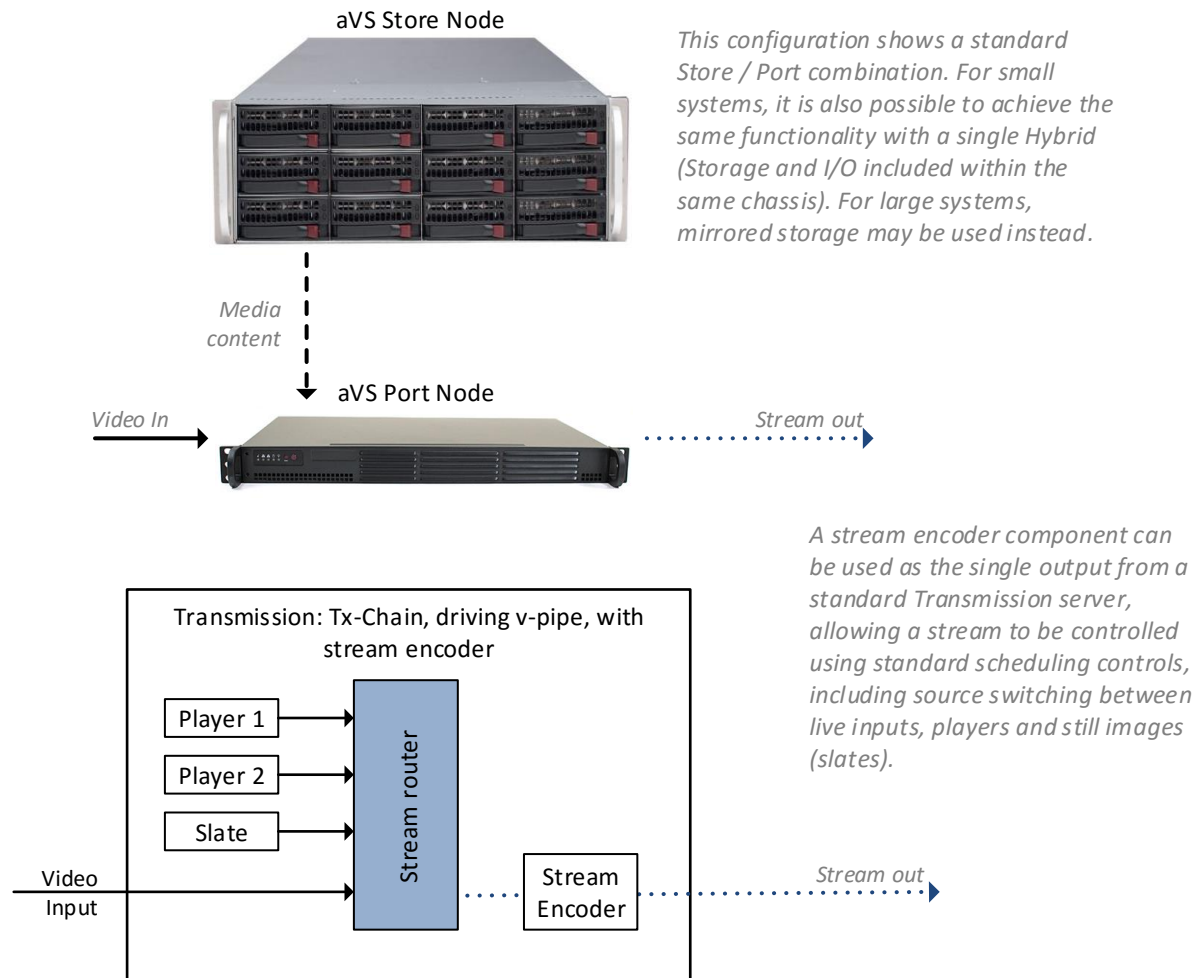 aVS Store Node
This configuration shows a standard
Store / Port combination. For small
systems, it is also possible to achieve the
same functionality with a single Hybrid
(Storage and I/O included within the
same chassis). For large systems,
mirrored storage may be used instead.
Media
content
aVS Port Node
Video In
Stream out
A stream encoder component can
be used as the single output from a
standard Transmission server,
allowing a stream to be controlled
using standard scheduling controls,
including source switching between
live inputs, players and still images
(slates).
Transmission: Tx-Chain, driving v-pipe, with
stream encoder
Player 1
Player 2
Slate
Stream router
Video
Input
Stream
Encoder
Stream out